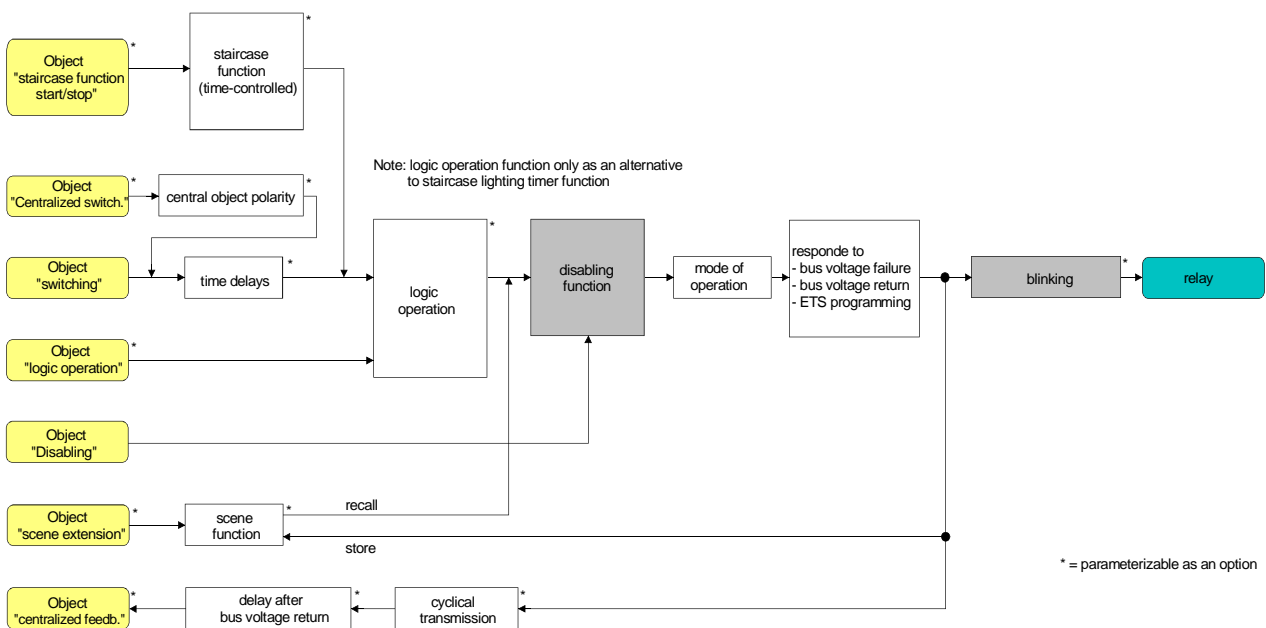 *
*
Object
"staircase function
start/stop"
staircase
function
(time-controlled)
Note: logic operation function only as an alternative
to staircase lighting timer function
*
*
Object
"Centralized switch."
central object polarity
*
*
Object
"switching"
time delays
logic
operation
disabling
function
mode of
operation
responde to
- bus voltage failure
- bus voltage return
- ETS programming
blinking
*
relay
*
Object
"logic operation"
Object
"Disabling"
*
*
Object
"scene extension"
scene
function
recall
store
* = parameterizable as an option
*
*
*
Object
"centralized feedb."
delay after
bus voltage return
cyclical
transmission